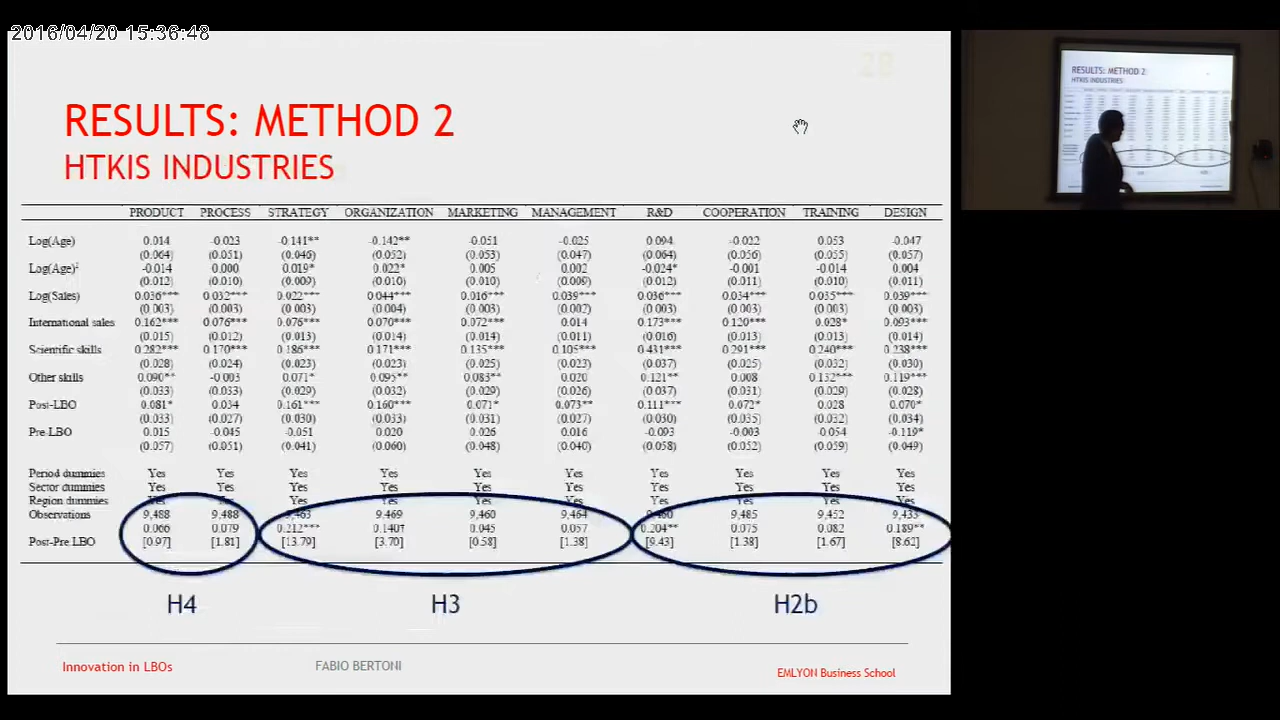 2016/04/20 15:36:48
28
RESULTS: METHOD 2
HTKIS INDUSTRIES
PRODUCT PROCESS STRATEGY ORGANIZATION MARKETING MANAGEMENT R&D COOPERATION TRAINING DESIGN
Log(Age) 0.014 -0.023 -0.141** -0.142** -0.051 -0.025 0.094 -0.022 0.053 -0.047
(0.064) (0.051) (0.046) (0.052) (0.053) (0.047) (0.064) (0.056) (0.055) (0.057)
Log(Age)² -0.014 0.000 0.019* 0.022* 0.005 0.002 -0.024* -0.001 -0.014 0.004
(0.012) (0.010) (0.009) (0.010) (0.010) (0.009) (0.012) (0.011) (0.010) (0.011)
Log(Sales) 0.036*** 0.032*** 0.022*** 0.044*** 0.016*** 0.039*** 0.036*** 0.034*** 0.035*** 0.039***
(0.003) (0.003) (0.003) (0.004) (0.003) (0.002) (0.003) (0.003) (0.003) (0.003)
International sales 0.162*** 0.076*** 0.076*** 0.070*** 0.072*** 0.014 0.173*** 0.120*** 0.028* 0.093***
(0.015) (0.012) (0.013) (0.014) (0.014) (0.011) (0.016) (0.013) (0.013) (0.014)
Scientific skills 0.282*** 0.170*** 0.186*** 0.171*** 0.135*** 0.105*** 0.431*** 0.291*** 0.240*** 0.238***
(0.028) (0.024) (0.023) (0.023) (0.025) (0.023) (0.037) (0.025) (0.032) (0.030)
Other skills 0.090** -0.003 0.071* 0.095** 0.083** 0.020 0.121** 0.008 0.132*** 0.119***
(0.033) (0.033) (0.029) (0.032) (0.029) (0.026) (0.037) (0.031) (0.029) (0.028)
Post-LBO 0.081* 0.034 0.161*** 0.160*** 0.071* 0.073** 0.111*** 0.072* 0.028 0.070*
(0.033) (0.027) (0.030) (0.033) (0.031) (0.027) (0.030) (0.035) (0.032) (0.034)
Pre-LBO 0.015 -0.045 -0.051 0.020 0.026 0.016 -0.093 -0.003 -0.054 -0.119*
(0.057) (0.051) (0.041) (0.060) (0.048) (0.040) (0.058) (0.052) (0.059) (0.049)
Period dummies Yes Yes Yes Yes Yes Yes Yes Yes Yes Yes
Sector dummies Yes Yes Yes Yes Yes Yes Yes Yes Yes Yes
Region dummies Yes Yes Yes Yes Yes Yes Yes Yes Yes Yes
Observations 9,488 9,488 9,463 9,469 9,460 9,464 9,485 9,452 9,433
0.066 0.079 0.212*** 0.140† 0.045 0.057 0.204** 0.075 0.082 0.189**
Post-Pre LBO [0.97] [1.81] [13.79] [3.70] [0.58] [1.38] [9.43] [1.38] [1.67] [8.62]
H4 H3 H2b
Innovation in LBOs FABIO BERTONI EMLYON Business School
RESULTS: METHOD 2
HTKIS INDUSTRIES